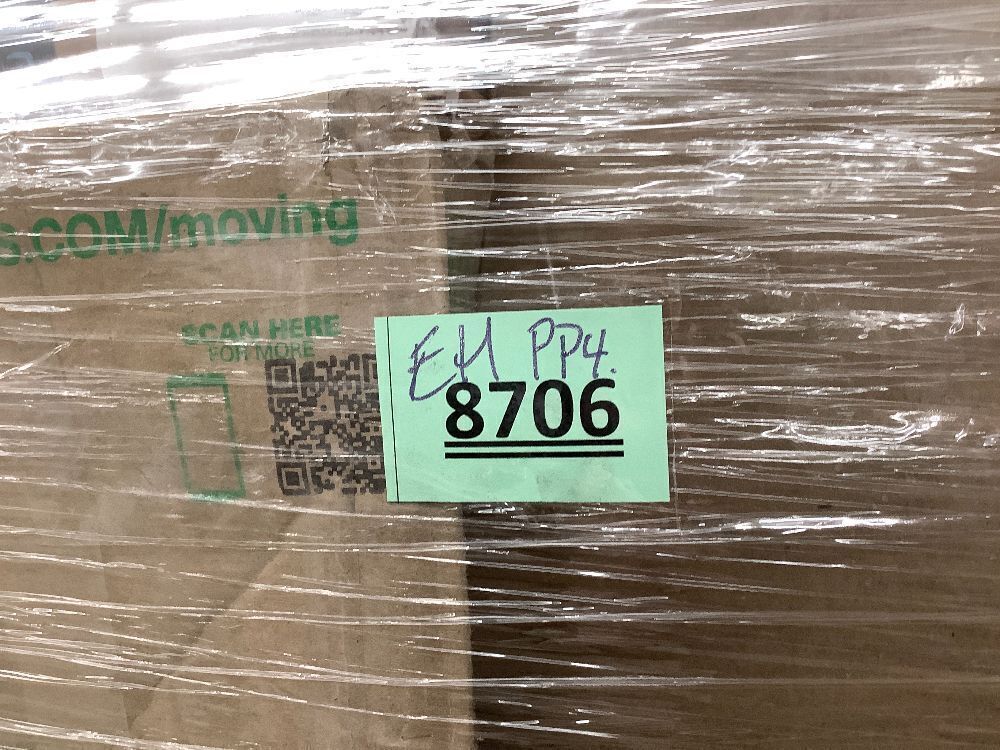 S.COM/moving
SCAN HERE
FOR MORE
EH PP4.
8706